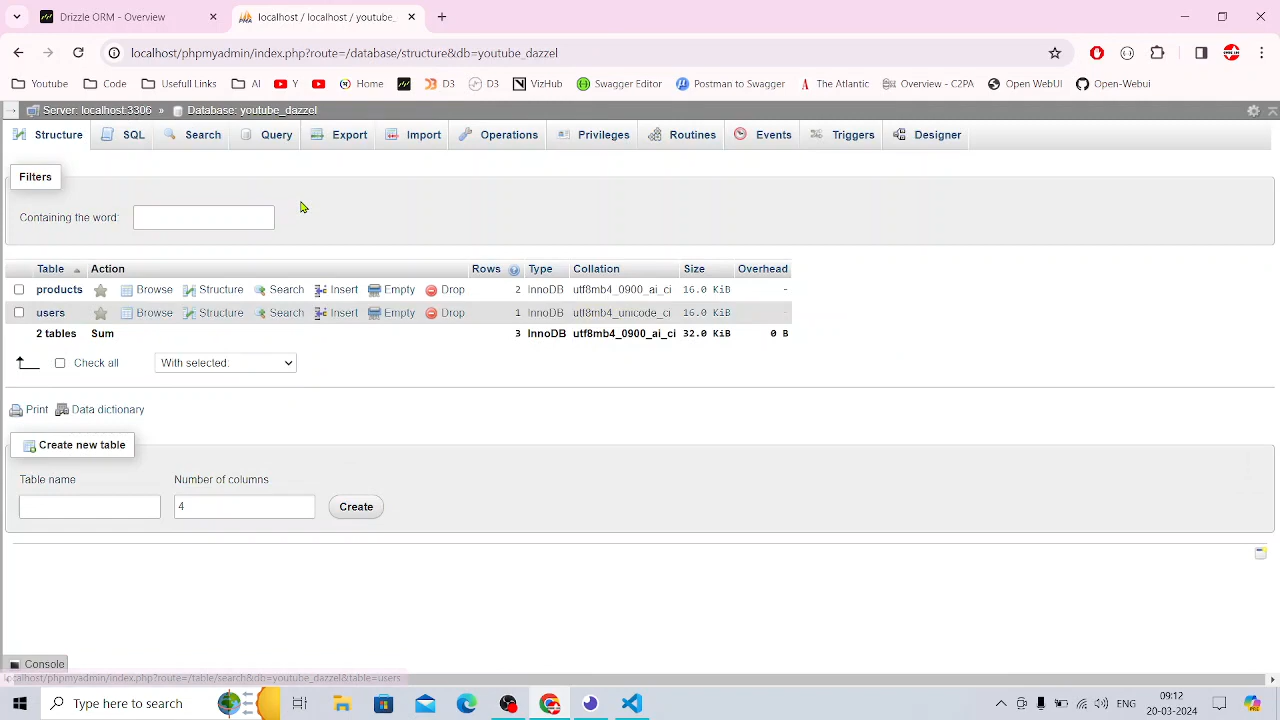 Drizzle ORM - Overview
localhost / localhost / youtube_
localhost/phpmyadmin/index.php?route=/database/structure&db=youtube_dazzel
Youtube Code Usefull Links AI Y Home D3 D3 VizHub Swagger Editor Postman to Swagger The Atlantic Overview - C2PA Open WebUI Open-Webui
Server: localhost:3306 » Database: youtube_dazzel
Structure SQL Search Query Export Import Operations Privileges Routines Events Triggers Designer
Filters
Containing the word:
Table Action Rows Type Collation Size Overhead
products Browse Structure Search Insert Empty Drop 2 InnoDB utf8mb4_0900_ai_ci 16.0 KiB -
users Browse Structure Search Insert Empty Drop 1 InnoDB utf8mb4_unicode_ci 16.0 KiB -
2 tables Sum 3 InnoDB utf8mb4_0900_ai_ci 32.0 KiB 0 B
Check all With selected:
Print Data dictionary
Create new table
Table name Number of columns
4 Create
Console
localhost/phpmyadmin/index.php?route=/table/search&db=youtube_dazzel&table=users
Type here to search
ENG
09:12
20-03-2024